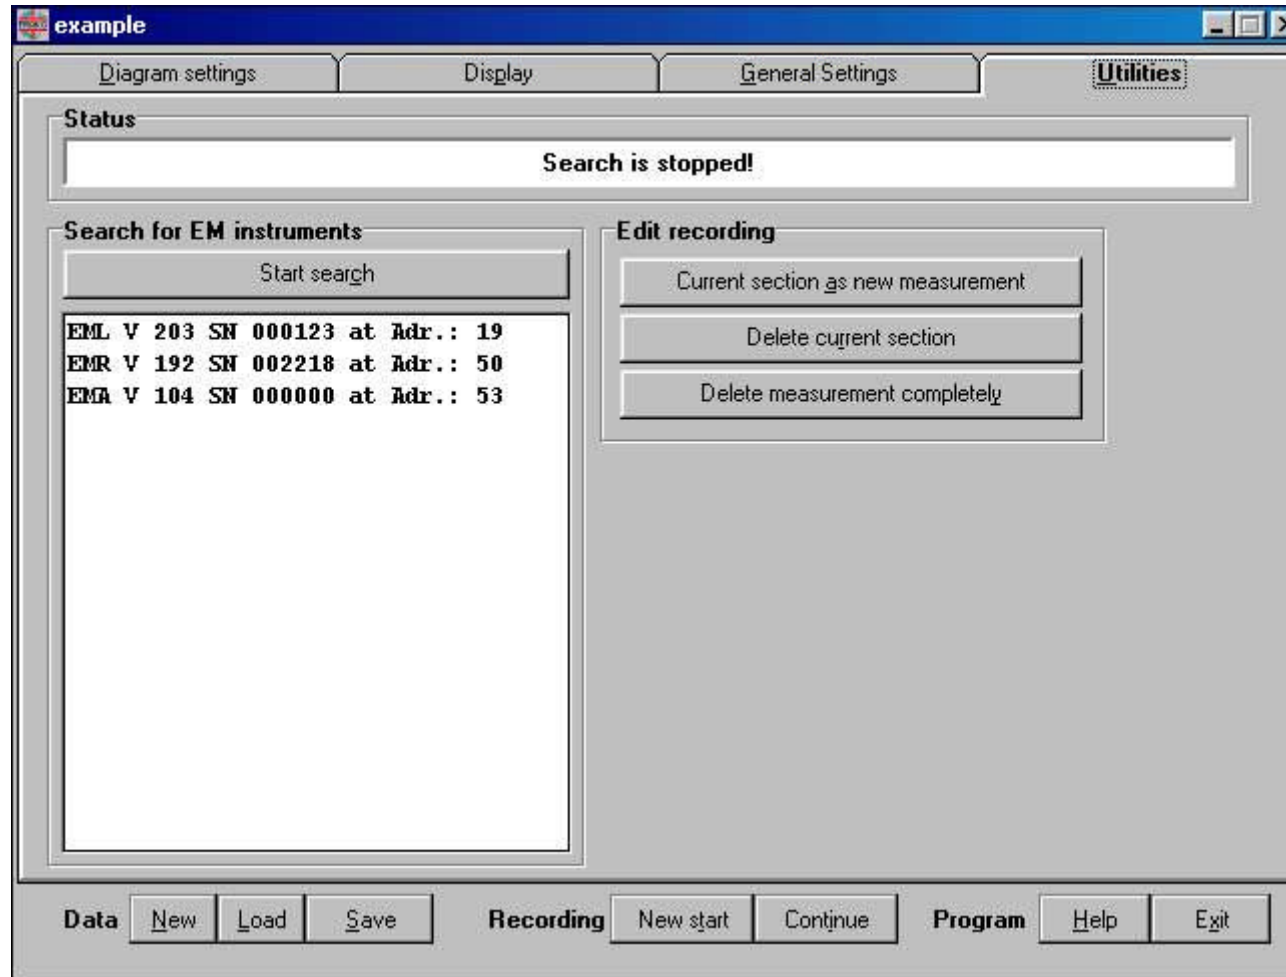 example
Diagram settings Display General Settings Utilities
Status
Search is stopped!
Search for EM instruments
Start search
EML V 203 SN 000123 at Adr.: 19
EMR V 192 SN 002218 at Adr.: 50
EMA V 104 SN 000000 at Adr.: 53
Edit recording
Current section as new measurement
Delete current section
Delete measurement completely
Data New Load Save Recording New start Continue Program Help Exit